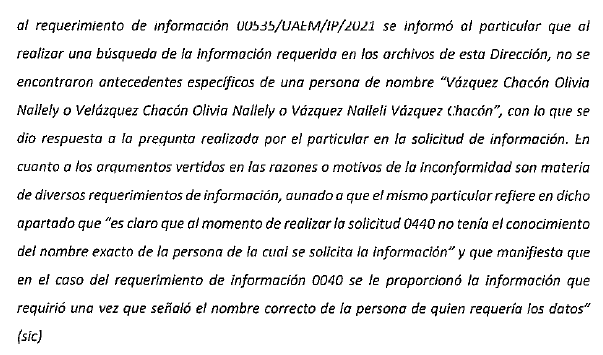 al requerimiento de información 00535/UAEM/IP/2021 se informó al particular que al
realizar una búsqueda de la información requerida en los archivos de esta Dirección, no se
encontraron antecedentes específicos de una persona de nombre "Vázquez Chacón Olivia
Nallely o Velázquez Chacón Olivia Nallely o Vázquez Nalleli Vázquez Chacón", con lo que se
dio respuesta a la pregunta realizada por el particular en la solicitud de información. En
cuanto a los argumentos vertidos en las razones o motivos de la inconformidad son materia
de diversos requerimientos de información, aunado a que el mismo particular refiere en dicho
apartado que "es claro que al momento de realizar la solicitud 0440 no tenía el conocimiento
del nombre exacto de la persona de la cual se solicita la información" y que manifiesta que
en el caso del requerimiento de información 0040 se le proporcionó la información que
requirió una vez que señaló el nombre correcto de la persona de quien requería los datos"
(sic)